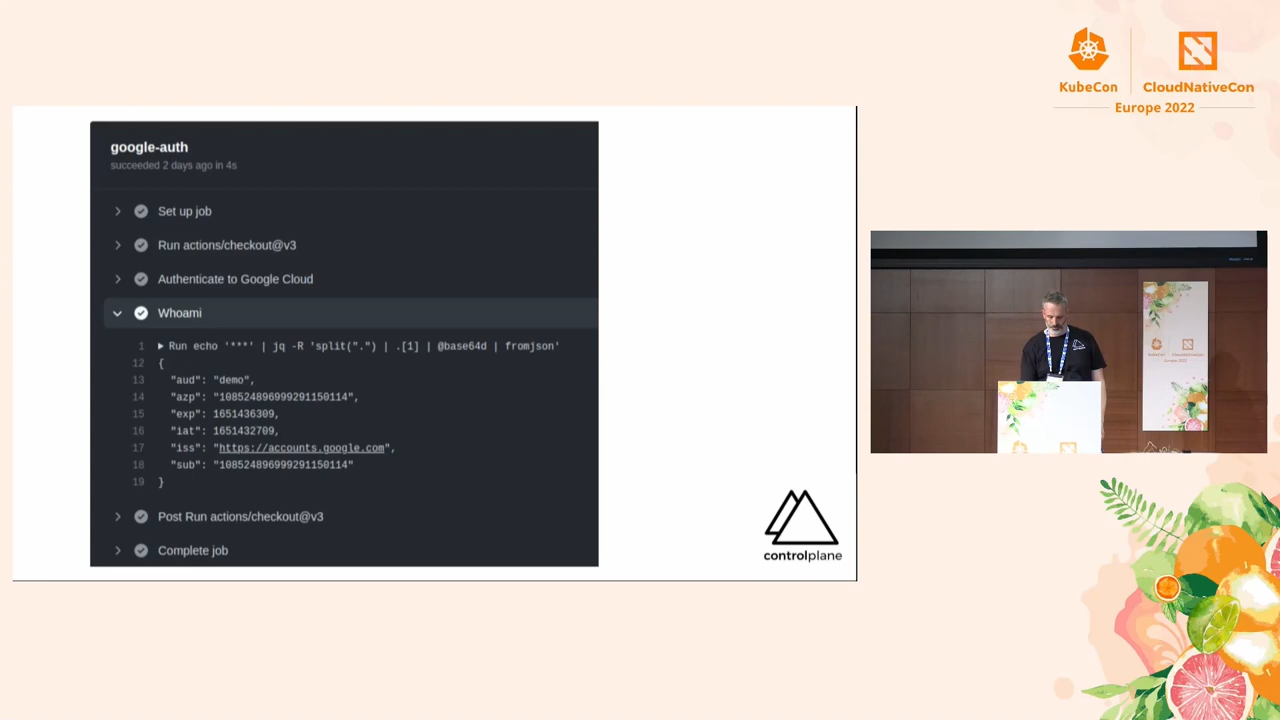 KubeCon
CloudNativeCon
Europe 2022
google-auth
succeeded 2 days ago in 4s
Set up job
Run actions/checkout@v3
Authenticate to Google Cloud
Whoami
1 Run echo '***' | jq -R 'split(".") | .[1] | @base64d | fromjson'
12 {
13 "aud": "demo",
14 "azp": "108524896999291150114",
15 "exp": 1651436309,
16 "iat": 1651432709,
17 "iss": "https://accounts.google.com",
18 "sub": "108524896999291150114"
19 }
Post Run actions/checkout@v3
Complete job
controlplane